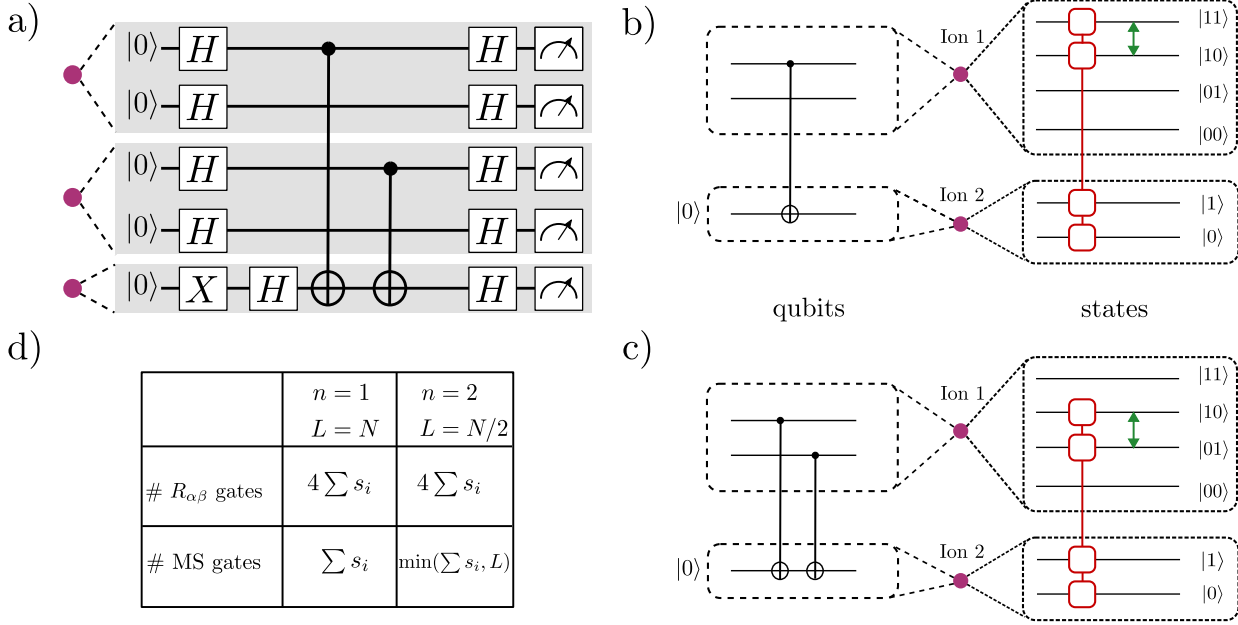 a)
|0⟩ H H
|0⟩ H H
|0⟩ H H
|0⟩ H H
|0⟩ X H H
b)
|0⟩
Ion 1
Ion 2
|11⟩
|10⟩
|01⟩
|00⟩
|1⟩
|0⟩
qubits
states
c)
|0⟩
Ion 1
Ion 2
|11⟩
|10⟩
|01⟩
|00⟩
|1⟩
|0⟩
d)
n = 1 n = 2
L = N L = N/2
# R_{αβ} gates 4 ∑ s_i 4 ∑ s_i
# MS gates ∑ s_i min(∑ s_i, L)